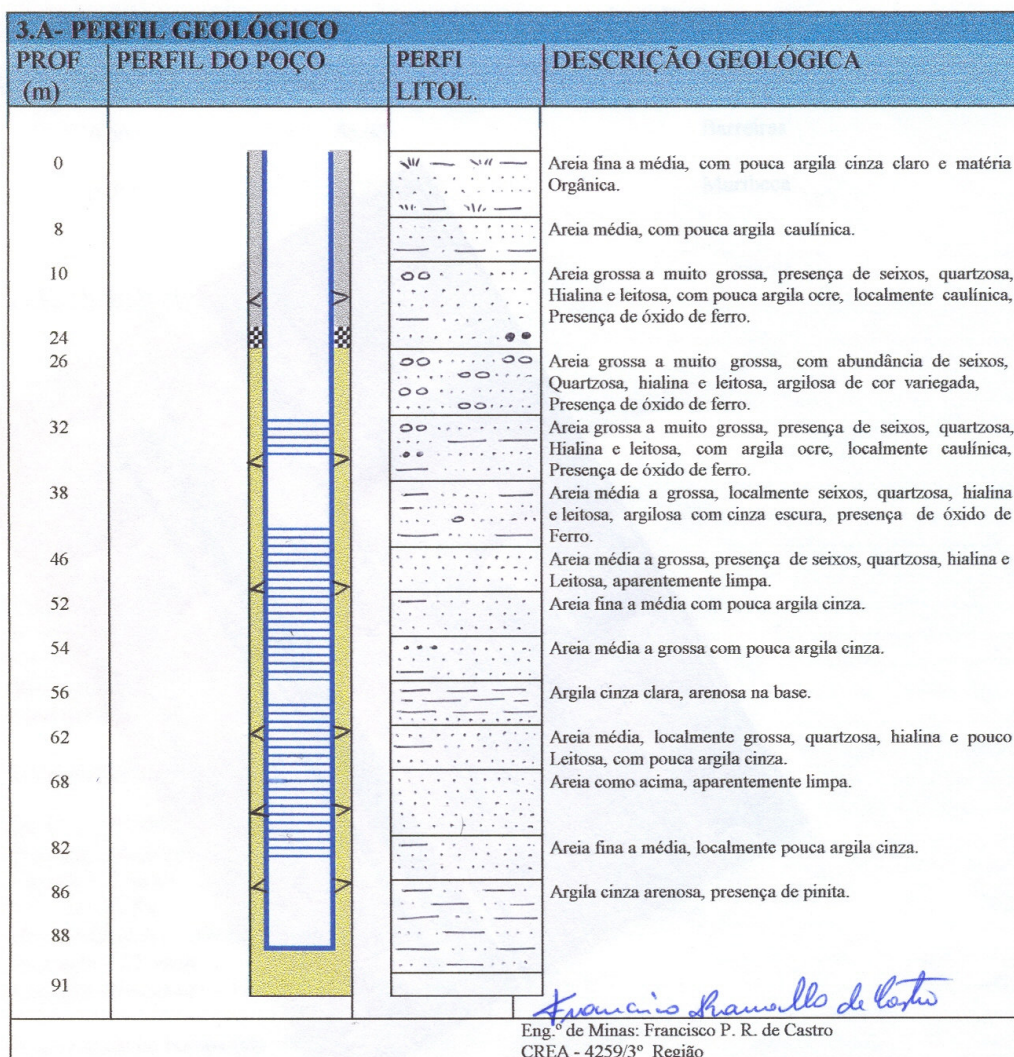 3.A- PERFIL GEOLÓGICO
PROF (m)
PERFIL DO POÇO
PERFI LITOL.
DESCRIÇÃO GEOLÓGICA
0
Areia fina a média, com pouca argila cinza claro e matéria
Orgânica.
8
Areia média, com pouca argila caulínica.
10
Areia grossa a muito grossa, presença de seixos, quartzosa,
Hialina e leitosa, com pouca argila ocre, localmente caulínica,
Presença de óxido de ferro.
24
26
Areia grossa a muito grossa, com abundância de seixos,
Quartzosa, hialina e leitosa, argilosa de cor variegada,
Presença de óxido de ferro.
32
Areia grossa a muito grossa, presença de seixos, quartzosa,
Hialina e leitosa, com argila ocre, localmente caulínica,
Presença de óxido de ferro.
38
Areia média a grossa, localmente seixos, quartzosa, hialina
e leitosa, argilosa com cinza escura, presença de óxido de
Ferro.
46
Areia média a grossa, presença de seixos, quartzosa, hialina e
Leitosa, aparentemente limpa.
52
Areia fina a média com pouca argila cinza.
54
Areia média a grossa com pouca argila cinza.
56
Argila cinza clara, arenosa na base.
62
Areia média, localmente grossa, quartzosa, hialina e pouco
Leitosa, com pouca argila cinza.
68
Areia como acima, aparentemente limpa.
82
Areia fina a média, localmente pouca argila cinza.
86
Argila cinza arenosa, presença de pinita.
88
91
Francisco Ramalho de Castro
Eng.º de Minas: Francisco P. R. de Castro
CREA - 4259/3º Região